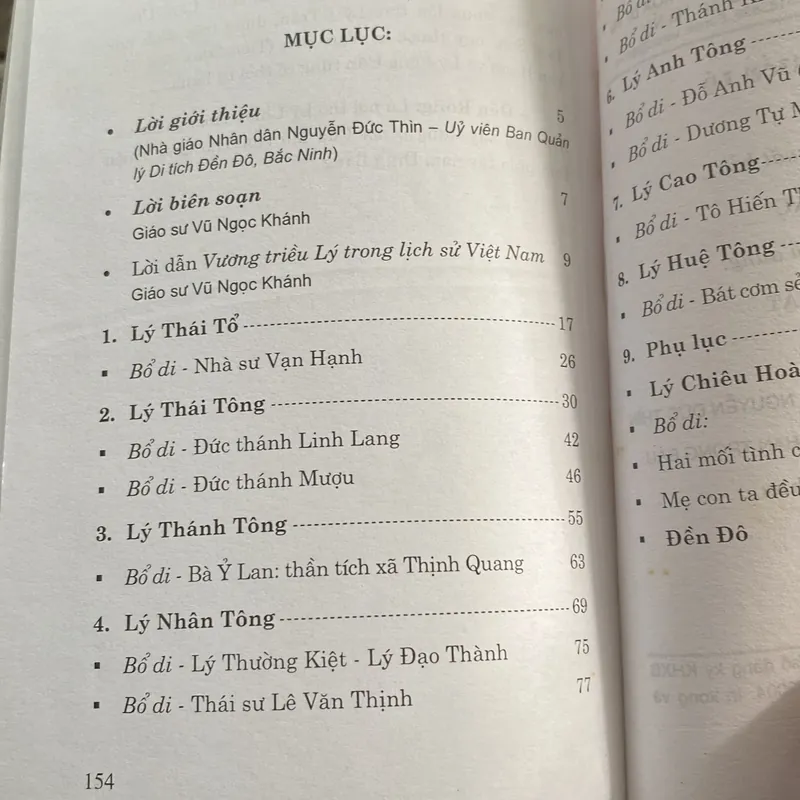 MỤC LỤC:
• Lời giới thiệu 5
(Nhà giáo Nhân dân Nguyễn Đức Thìn – Uỷ viên Ban Quản
lý Di tích Đền Đô, Bắc Ninh)
• Lời biên soạn 7
Giáo sư Vũ Ngọc Khánh
• Lời dẫn Vương triều Lý trong lịch sử Việt Nam 9
Giáo sư Vũ Ngọc Khánh
1. Lý Thái Tổ 17
▪ Bổ di - Nhà sư Vạn Hạnh 26
2. Lý Thái Tông 30
▪ Bổ di - Đức thánh Linh Lang 42
▪ Bổ di - Đức thánh Mượu 46
3. Lý Thánh Tông 55
▪ Bổ di - Bà Ỷ Lan: thần tích xã Thịnh Quang 63
4. Lý Nhân Tông 69
▪ Bổ di - Lý Thường Kiệt - Lý Đạo Thành 75
▪ Bổ di - Thái sư Lê Văn Thịnh 77
154
▪ Bổ di - Thánh
6. Lý Anh Tông
▪ Bổ di - Đỗ Anh Vũ
▪ Bổ di - Dương Tự
7. Lý Cao Tông
▪ Bổ di - Tô Hiến
8. Lý Huệ Tông
▪ Bổ di - Bát cơm
9. Phụ lục
▪ Lý Chiêu
▪ Bổ di:
▪ Hai mối tình
▪ Mẹ con ta đều
▪ Đền Đô